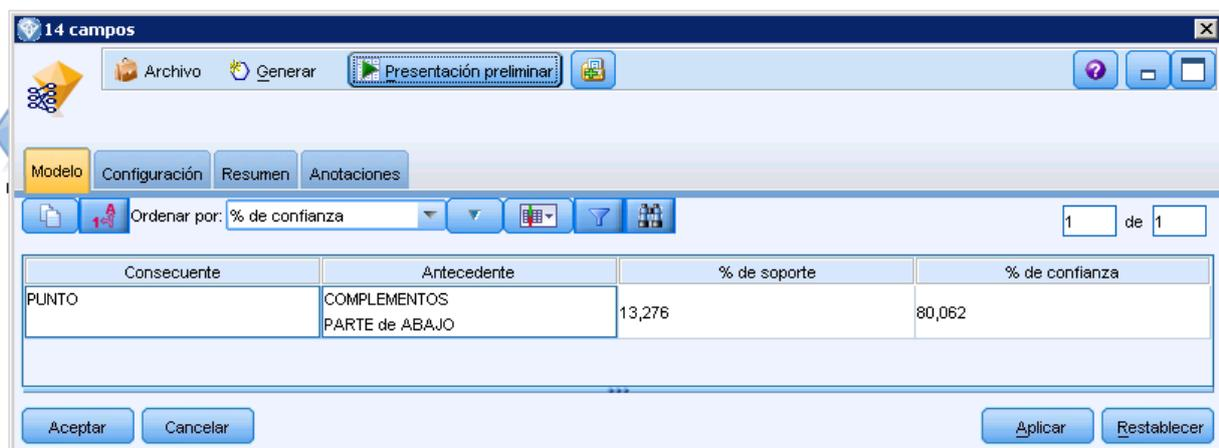 14 campos
Archivo Generar Presentación preliminar
Modelo Configuración Resumen Anotaciones
Ordenar por: % de confianza 1 de 1
Consecuente Antecedente % de soporte % de confianza
PUNTO COMPLEMENTOS 13,276 80,062
PARTE de ABAJO
Aceptar Cancelar Aplicar Restablecer